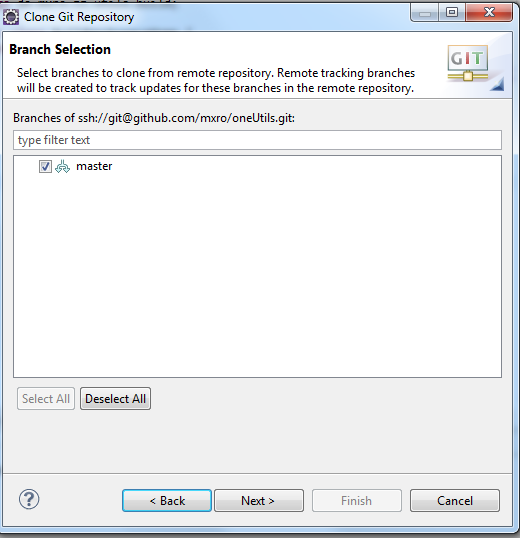 Clone Git Repository
Branch Selection
Select branches to clone from remote repository. Remote tracking branches
will be created to track updates for these branches in the remote repository.
GIT
Branches of ssh://git@github.com/mxro/oneUtils.git:
type filter text
master
Select All
Deselect All
?
< Back
Next >
Finish
Cancel